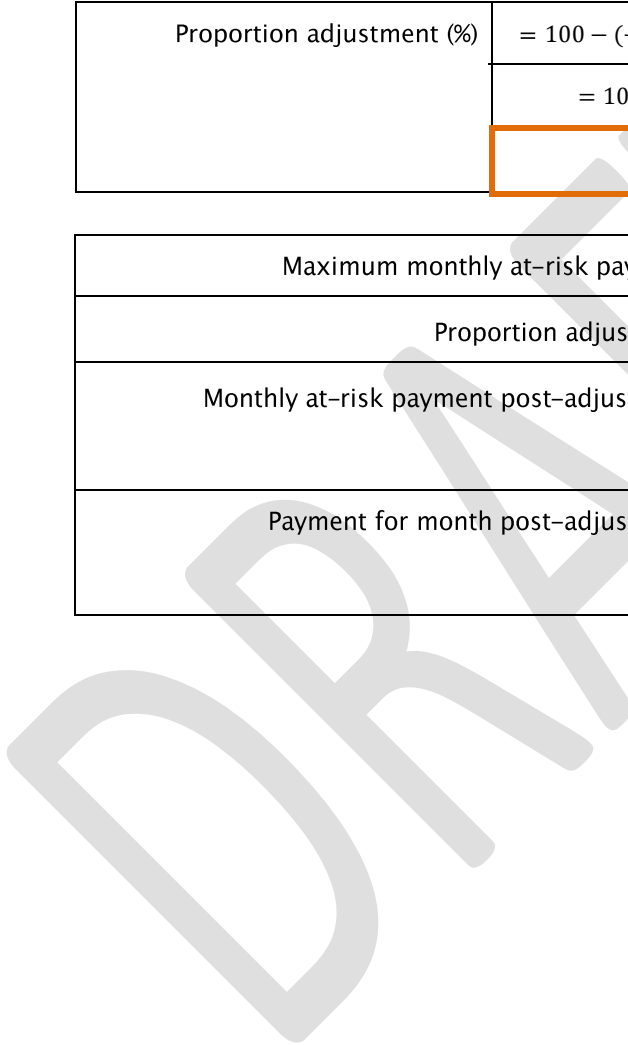 Proportion adjustment (%) = 100 − (
= 10
Maximum monthly at-risk pay
Proportion adjus
Monthly at-risk payment post-adjus
Payment for month post-adjus
DRA